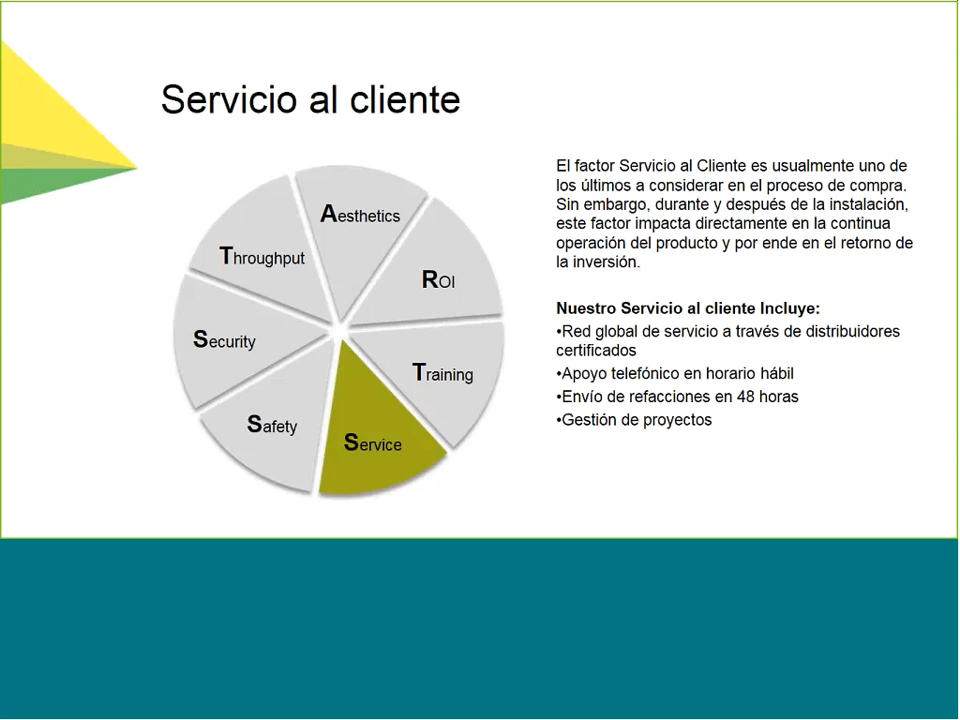 Servicio al cliente
Aesthetics
Throughput
ROI
Security
Training
Safety
Service
El factor Servicio al Cliente es usualmente uno de
los últimos a considerar en el proceso de compra.
Sin embargo, durante y después de la instalación,
este factor impacta directamente en la continua
operación del producto y por ende en el retorno de
la inversión.
Nuestro Servicio al cliente Incluye:
•Red global de servicio a través de distribuidores
certificados
•Apoyo telefónico en horario hábil
•Envío de refacciones en 48 horas
•Gestión de proyectos